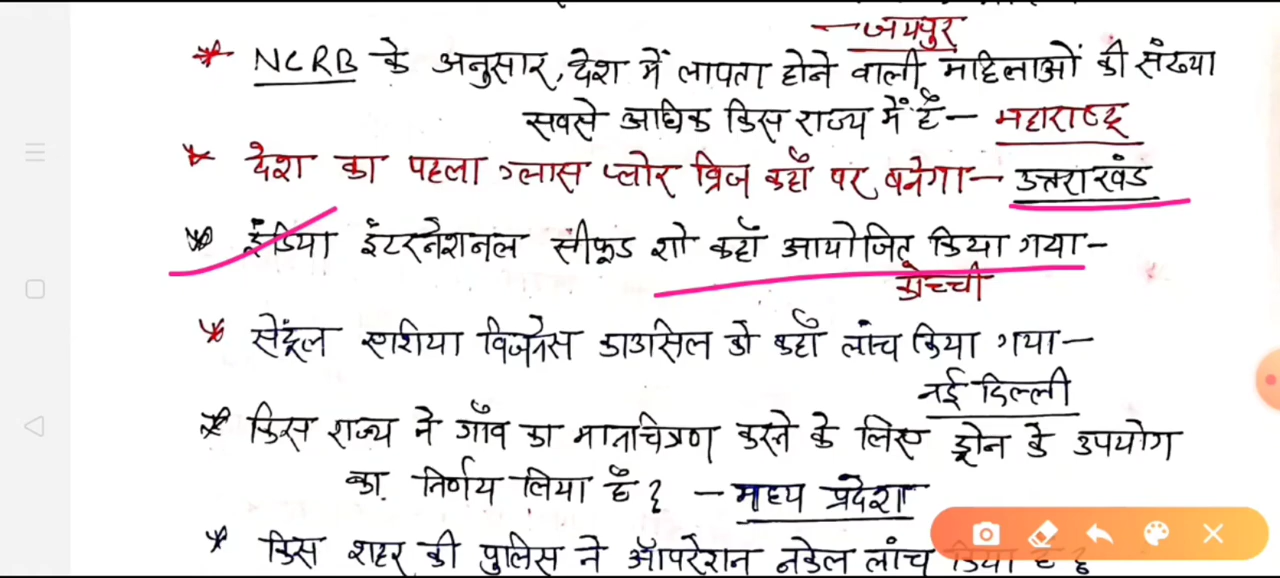 – जयपुर
* NCRB के अनुसार, देश में लापता होने वाली महिलाओं की संख्या
सबसे अधिक किस राज्य में है – महाराष्ट्र
* देश का पहला ग्लास फ्लोर ब्रिज कहाँ पर बनेगा – उत्तराखंड
* इंडिया इंटरनेशनल सीफूड शो कहाँ आयोजित किया गया –
कोच्ची
* सेंट्रल एशिया बिजनेस काउंसिल को कहाँ लांच किया गया –
नई दिल्ली
* किस राज्य ने गाँव का मानचित्रण करने के लिए ड्रोन के उपयोग
का निर्णय लिया है ? – मध्य प्रदेश
* किस शहर की पुलिस ने ऑपरेशन नकेल लांच किया है ?